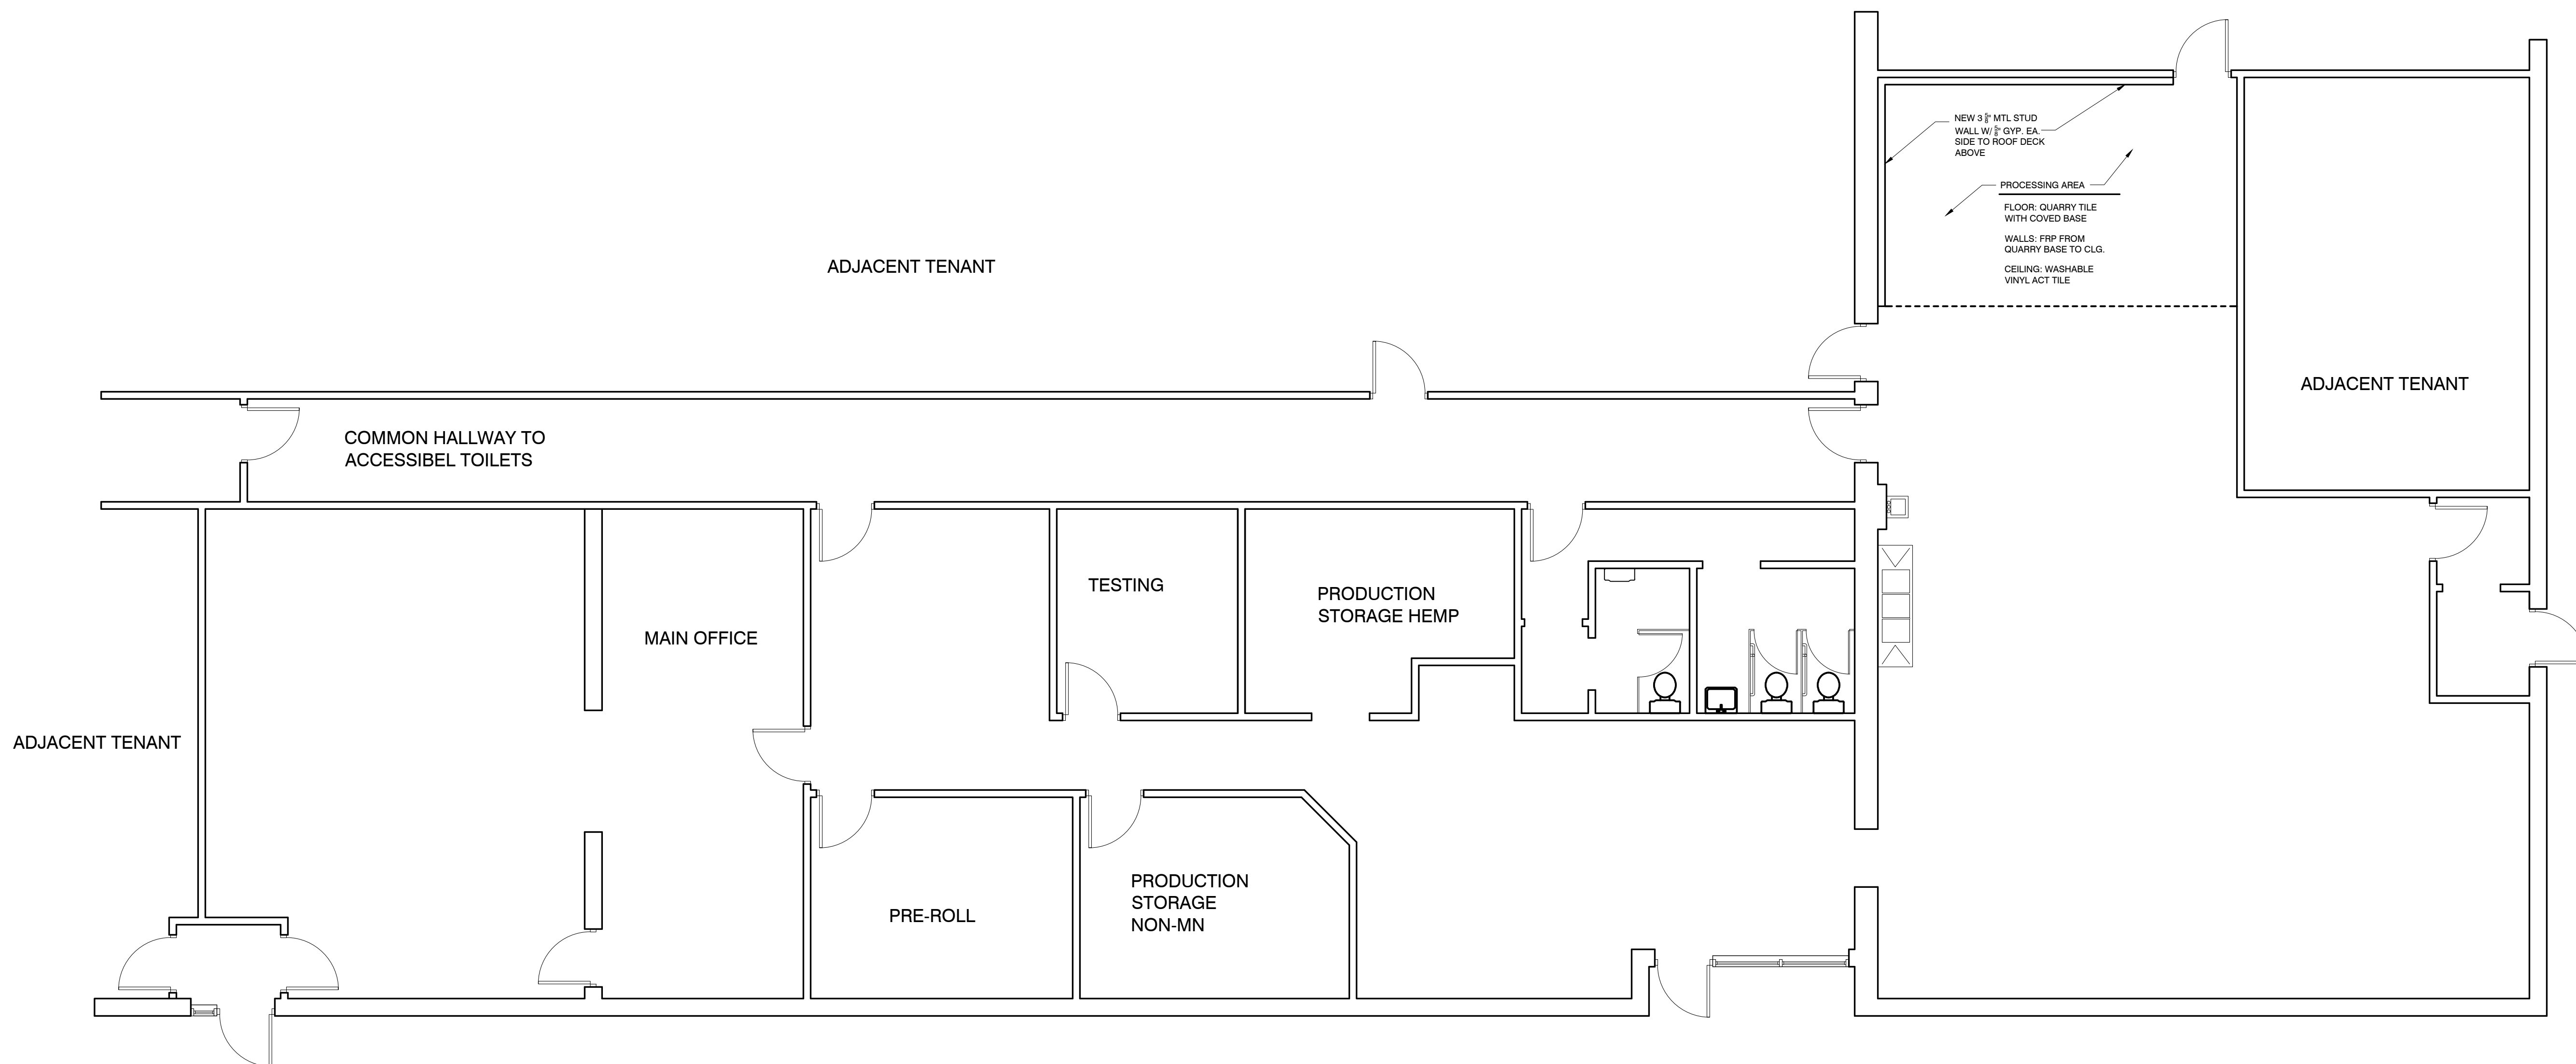 NEW 3 5/8" MTL STUD
WALL W/ 5/8" GYP. EA.
SIDE TO ROOF DECK
ABOVE
PROCESSING AREA
FLOOR: QUARRY TILE
WITH COVED BASE
WALLS: FRP FROM
QUARRY BASE TO CLG.
CEILING: WASHABLE
VINYL ACT TILE
ADJACENT TENANT
ADJACENT TENANT
COMMON HALLWAY TO
ACCESSIBEL TOILETS
TESTING
PRODUCTION
STORAGE HEMP
MAIN OFFICE
ADJACENT TENANT
PRE-ROLL
PRODUCTION
STORAGE
NON-MN